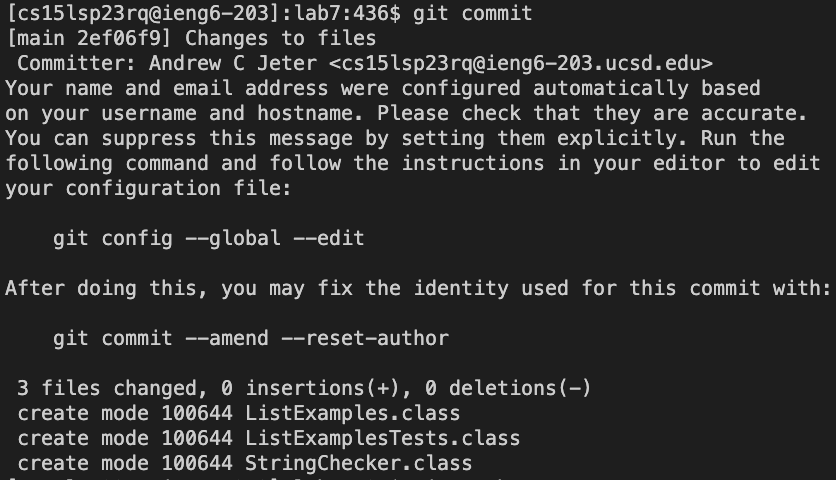 [cs15lsp23rq@ieng6-203]:lab7:436$ git commit
[main 2ef06f9] Changes to files
 Committer: Andrew C Jeter <cs15lsp23rq@ieng6-203.ucsd.edu>
Your name and email address were configured automatically based
on your username and hostname. Please check that they are accurate.
You can suppress this message by setting them explicitly. Run the
following command and follow the instructions in your editor to edit
your configuration file:

    git config --global --edit

After doing this, you may fix the identity used for this commit with:

    git commit --amend --reset-author

 3 files changed, 0 insertions(+), 0 deletions(-)
 create mode 100644 ListExamples.class
 create mode 100644 ListExamplesTests.class
 create mode 100644 StringChecker.class